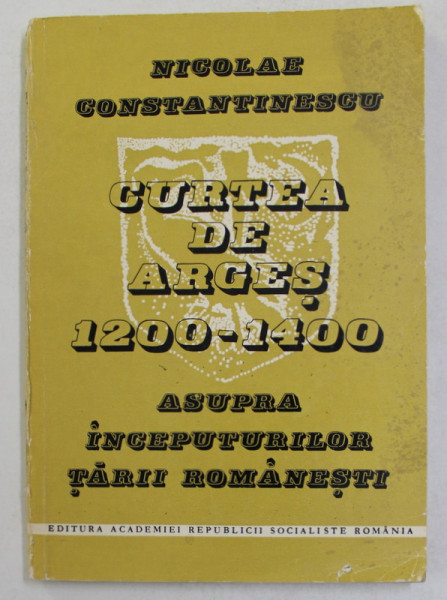 NICOLAE
CONSTANTINESCU
CURTEA
DE
ARGEȘ
1200-1400
ASUPRA
ÎNCEPUTURILOR
ȚĂRII ROMÂNEȘTI
EDITURA ACADEMIEI REPUBLICII SOCIALISTE ROMÂNIA